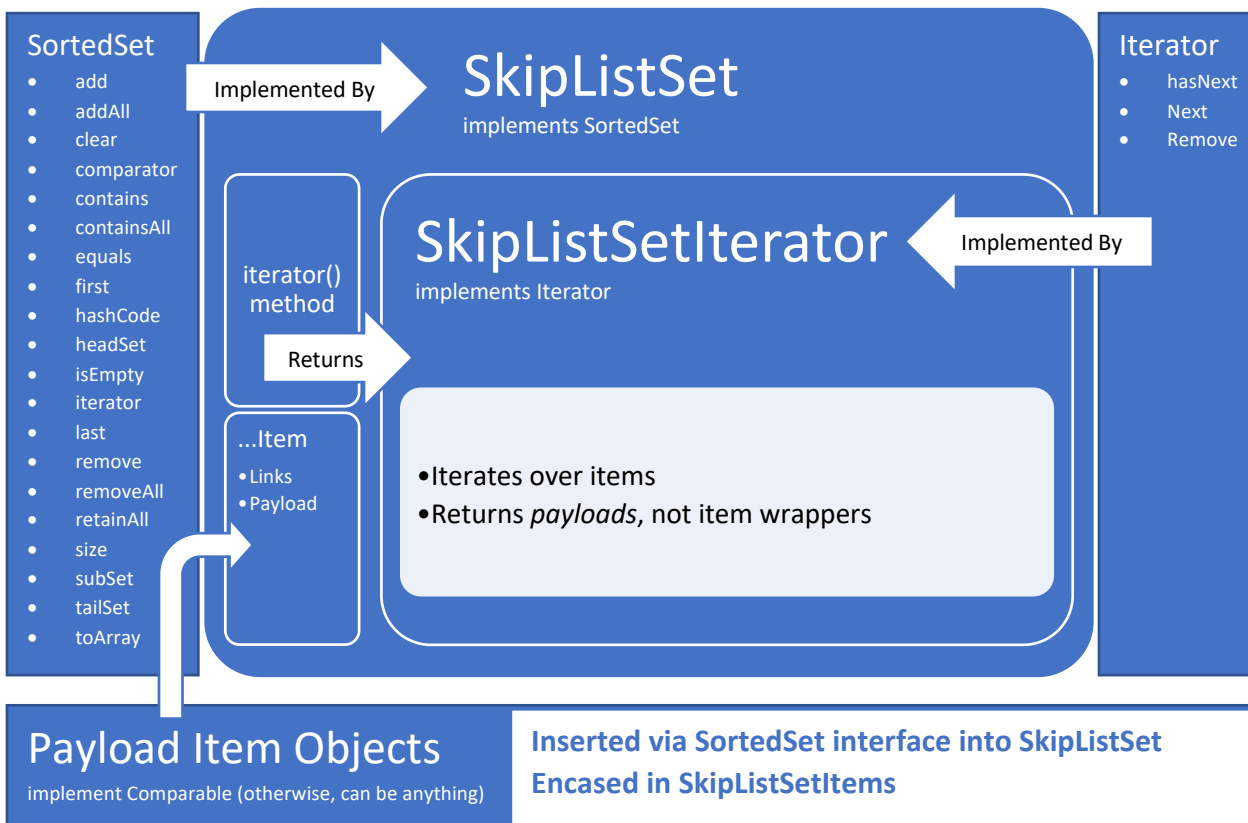 SortedSet
• add
• addAll
• clear
• comparator
• contains
• containsAll
• equals
• first
• hashCode
• headSet
• isEmpty
• iterator
• last
• remove
• removeAll
• retainAll
• size
• subSet
• tailSet
• toArray
Implemented By
SkipListSet
implements SortedSet
iterator()
method
Returns
...Item
•Links
•Payload
SkipListSetIterator
implements Iterator
Implemented By
•Iterates over items
•Returns payloads, not item wrappers
Iterator
• hasNext
• Next
• Remove
Payload Item Objects
implement Comparable (otherwise, can be anything)
Inserted via SortedSet interface into SkipListSet
Encased in SkipListSetItems